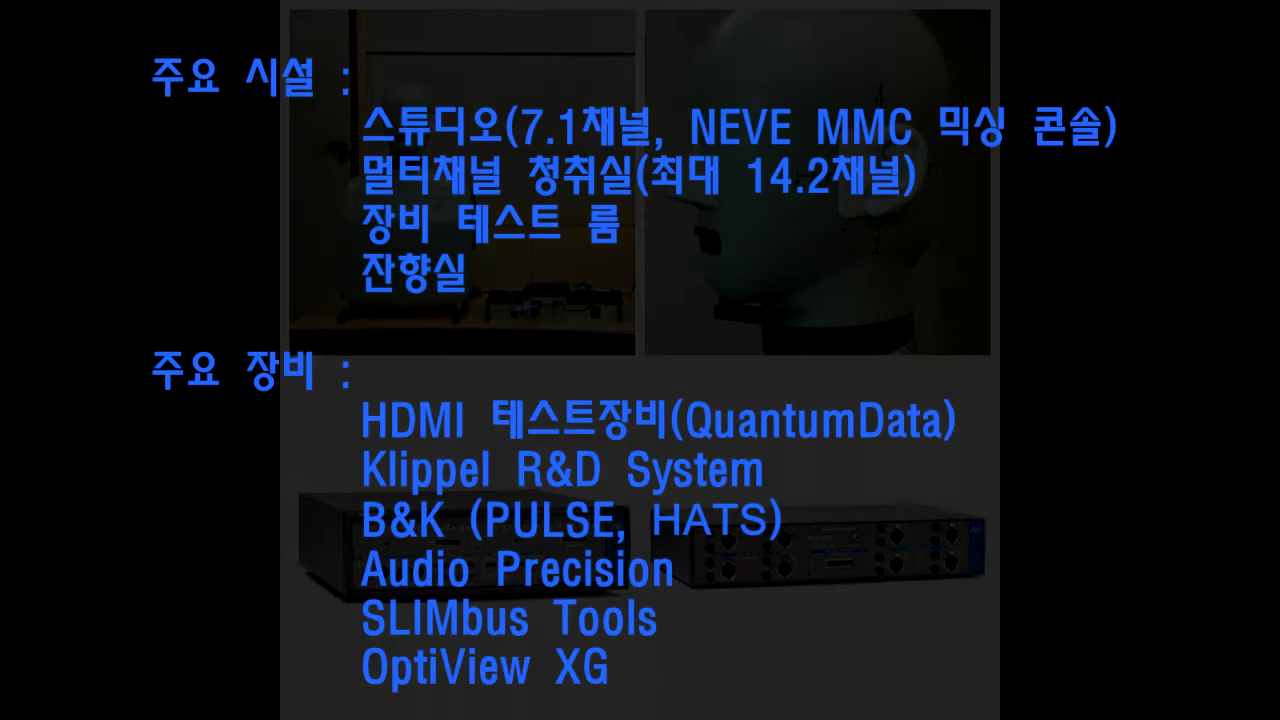 주요 시설 :
스튜디오(7.1채널, NEVE MMC 믹싱 콘솔)
멀티채널 청취실(최대 14.2채널)
장비 테스트 룸
잔향실
주요 장비 :
HDMI 테스트장비(QuantumData)
Klippel R&D System
B&K (PULSE, HATS)
Audio Precision
SLIMbus Tools
OptiView XG